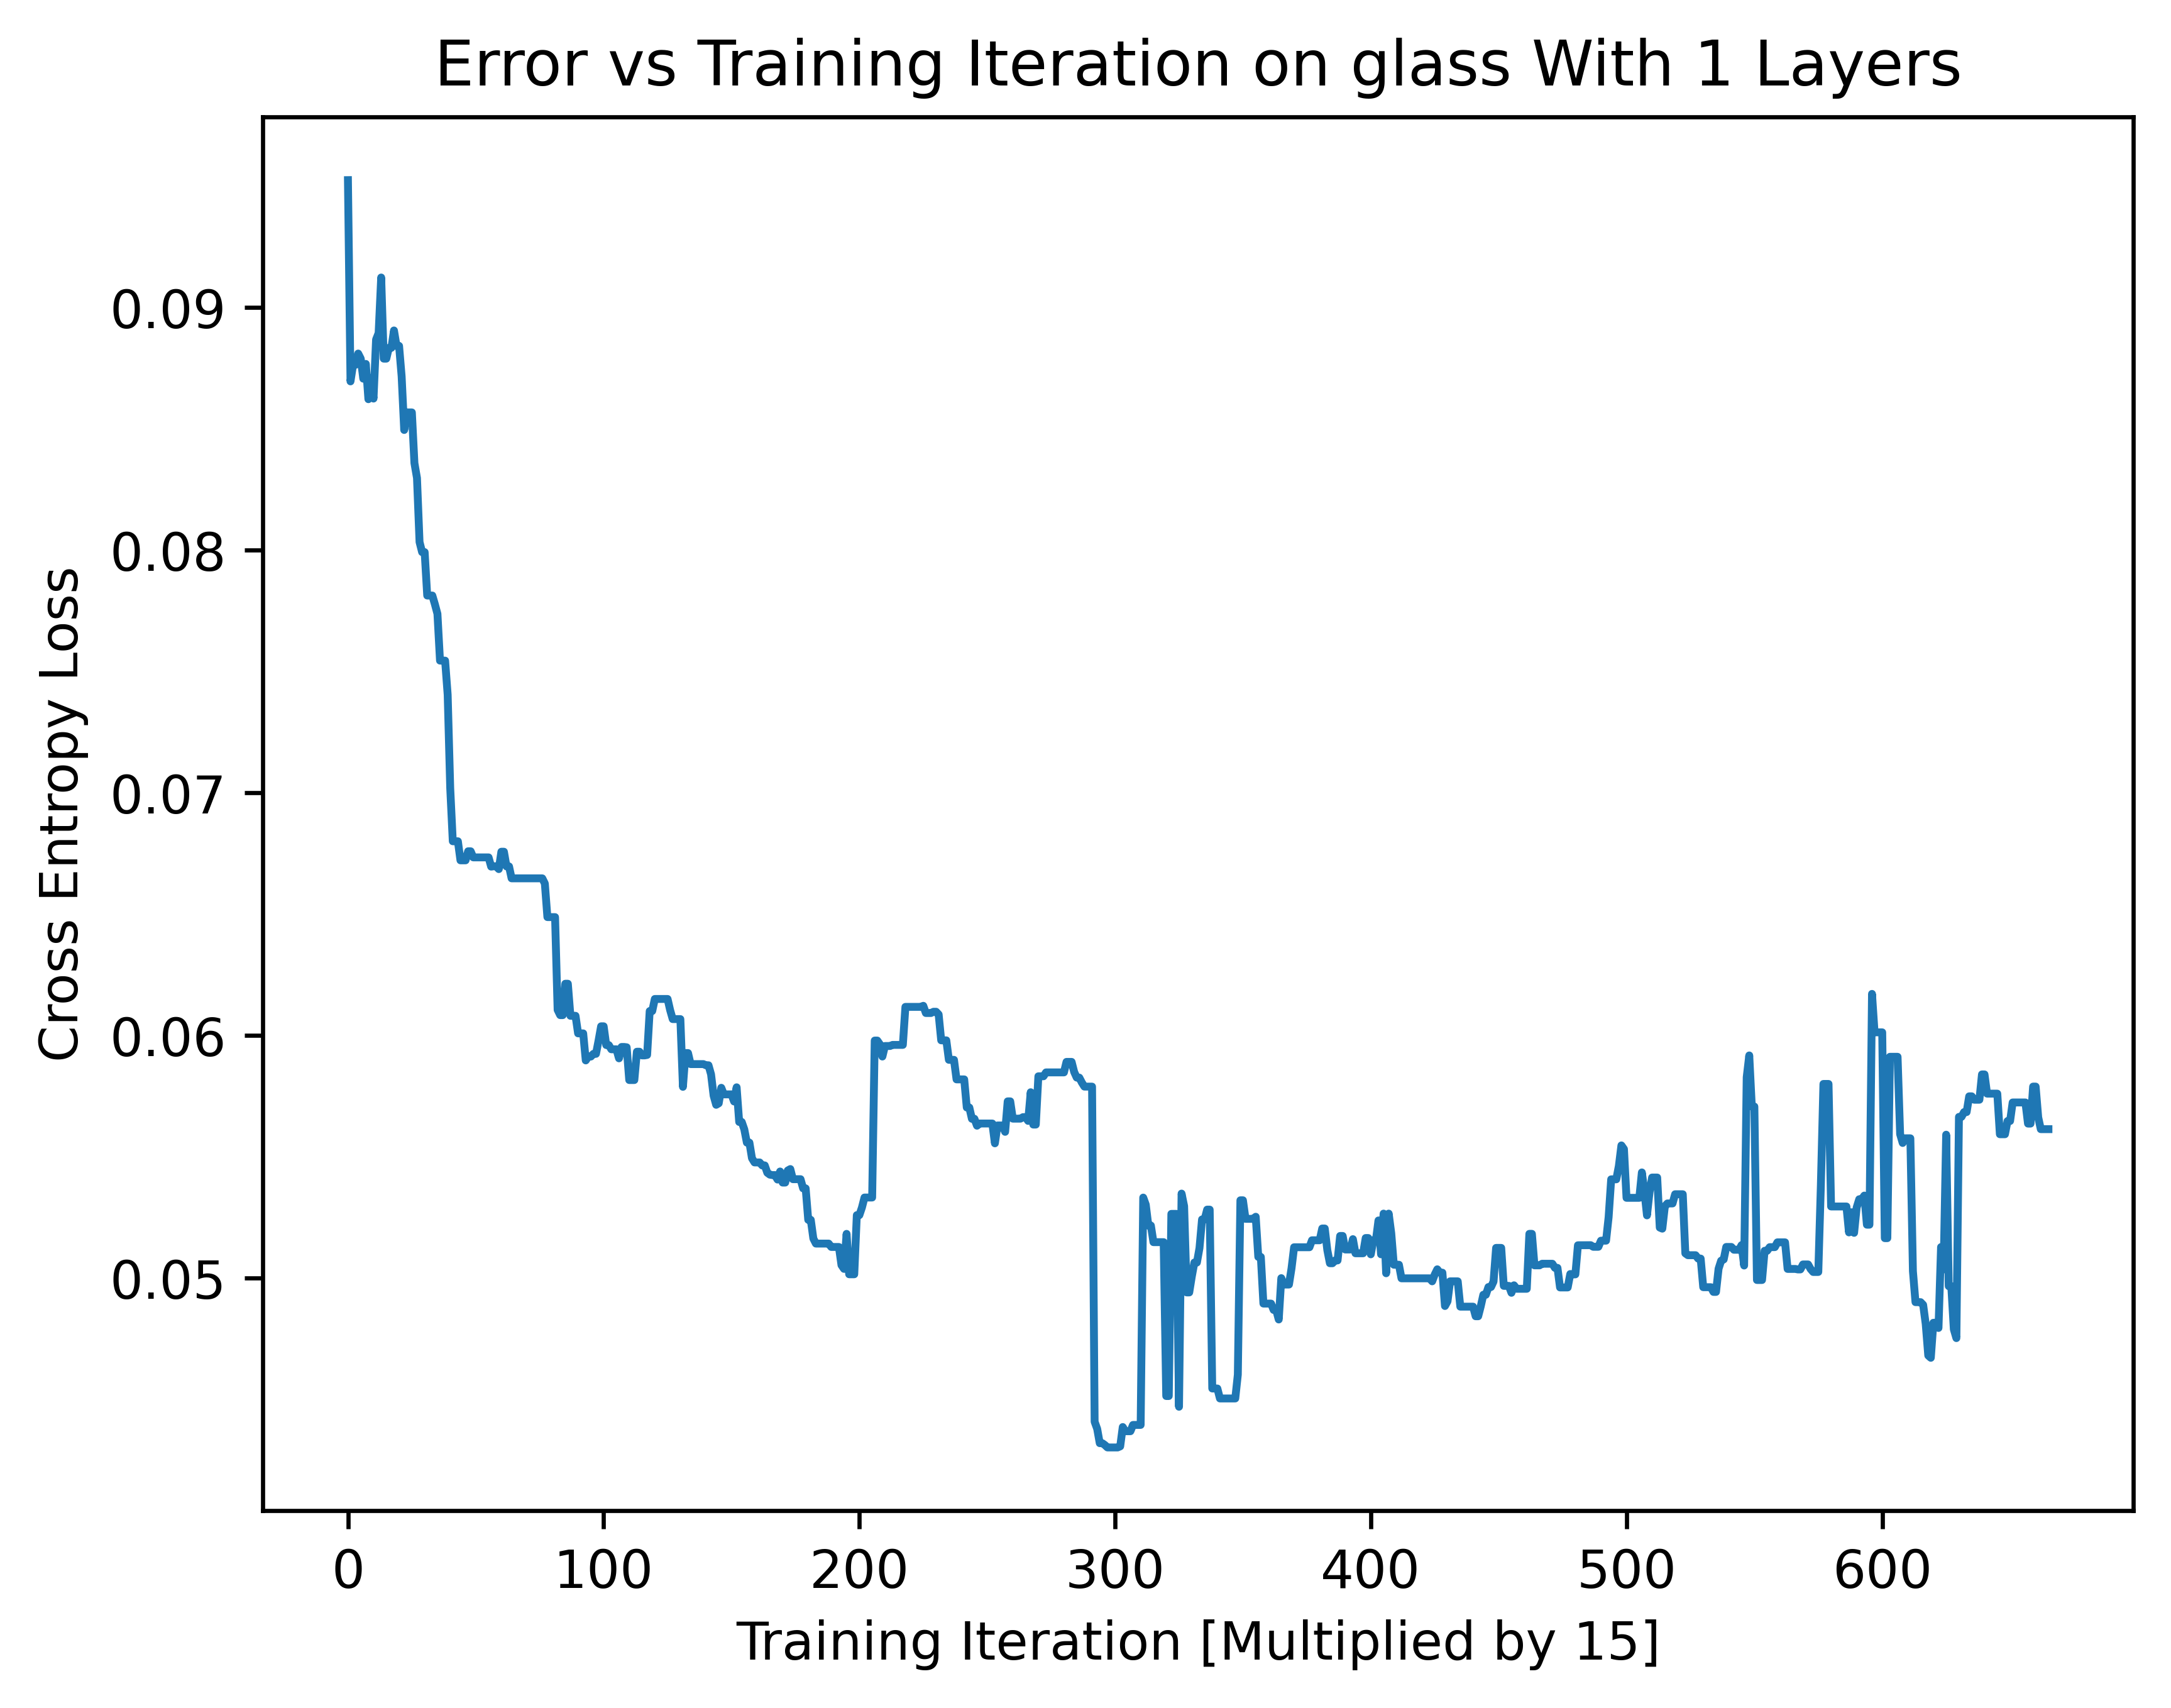 Error vs Training Iteration on glass With 1 Layers
Cross Entropy Loss
0.09
0.08
0.07
0.06
0.05
0 100 200 300 400 500 600
Training Iteration [Multiplied by 15]